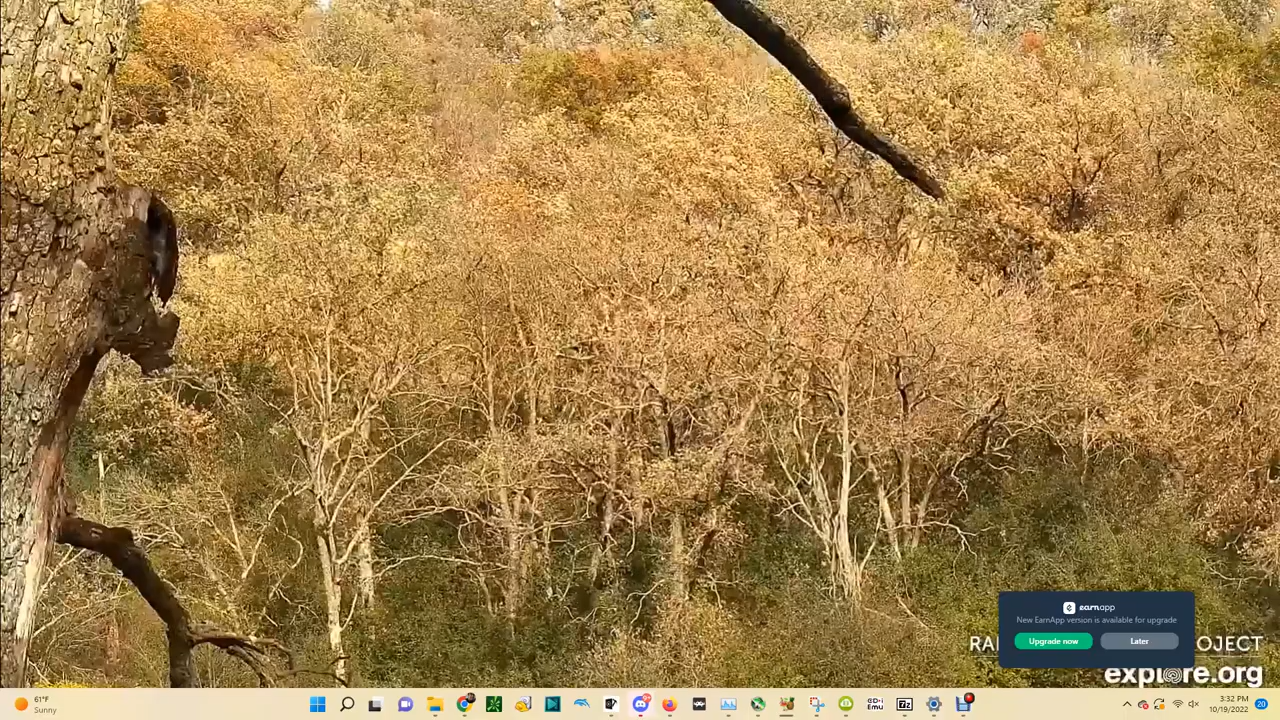 earnapp
New EarnApp version is available for upgrade
Upgrade now Later
OJECT
explore.org
61°F
Sunny
3:32 PM
10/19/2022
20